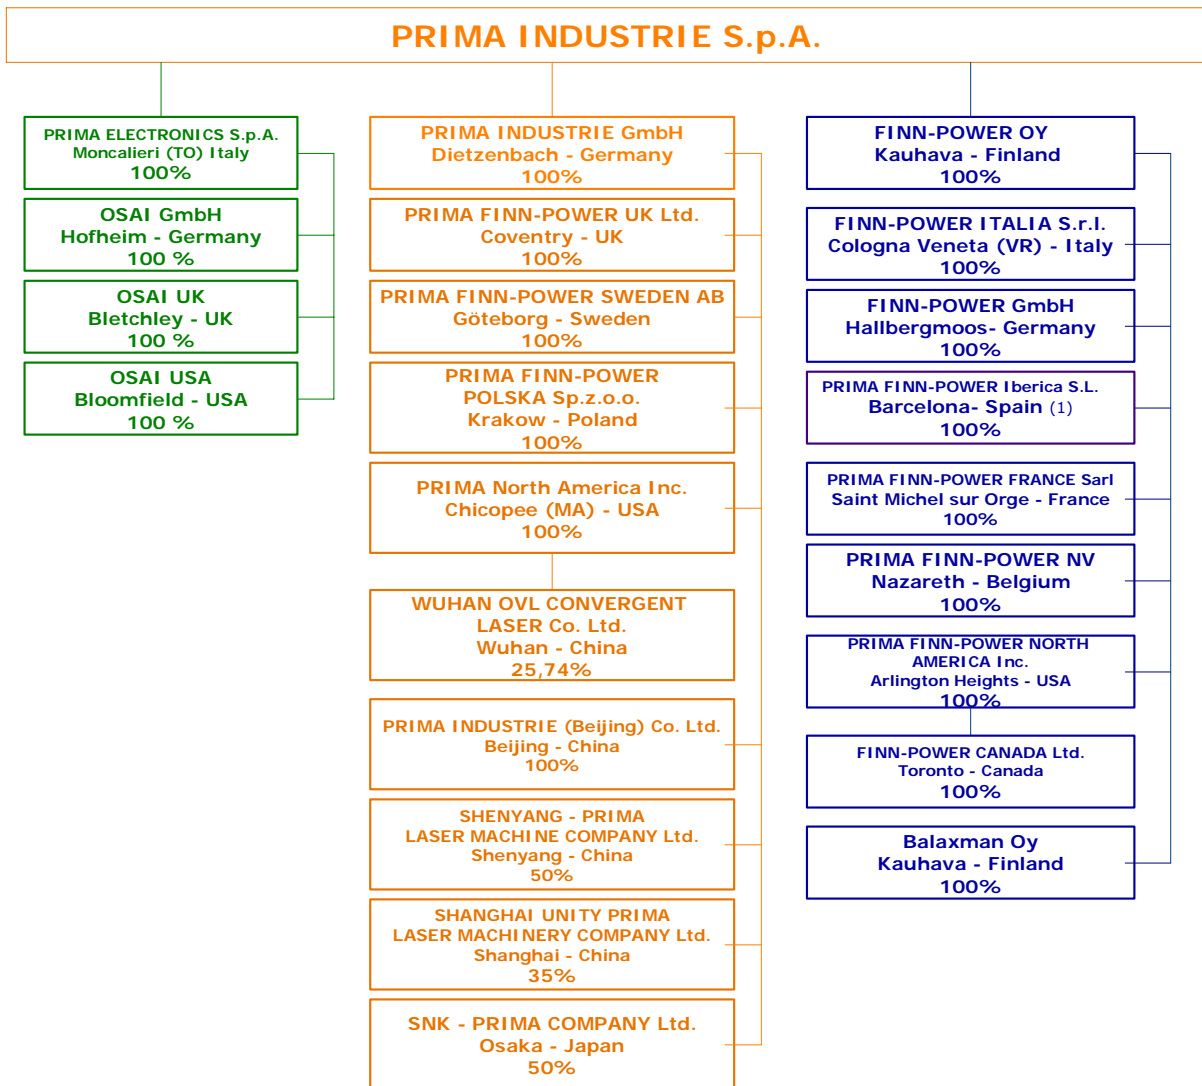 PRIMA INDUSTRIE S.p.A.
PRIMA ELECTRONICS S.p.A.
Moncalieri (TO) Italy
100%
OSAI GmbH
Hofheim - Germany
100 %
OSAI UK
Bletchley - UK
100 %
OSAI USA
Bloomfield - USA
100 %
PRIMA INDUSTRIE GmbH
Dietzenbach - Germany
100%
PRIMA FINN-POWER UK Ltd.
Coventry - UK
100%
PRIMA FINN-POWER SWEDEN AB
Göteborg - Sweden
100%
PRIMA FINN-POWER
POLSKA Sp.z.o.o.
Krakow - Poland
100%
PRIMA North America Inc.
Chicopee (MA) - USA
100%
WUHAN OVL CONVERGENT
LASER Co. Ltd.
Wuhan - China
25,74%
PRIMA INDUSTRIE (Beijing) Co. Ltd.
Beijing - China
100%
SHENYANG - PRIMA
LASER MACHINE COMPANY Ltd.
Shenyang - China
50%
SHANGHAI UNITY PRIMA
LASER MACHINERY COMPANY Ltd.
Shanghai - China
35%
SNK - PRIMA COMPANY Ltd.
Osaka - Japan
50%
FINN-POWER OY
Kauhava - Finland
100%
FINN-POWER ITALIA S.r.l.
Cologna Veneta (VR) - Italy
100%
FINN-POWER GmbH
Hallbergmoos- Germany
100%
PRIMA FINN-POWER Iberica S.L.
Barcelona- Spain (1)
100%
PRIMA FINN-POWER FRANCE Sarl
Saint Michel sur Orge - France
100%
PRIMA FINN-POWER NV
Nazareth - Belgium
100%
PRIMA FINN-POWER NORTH
AMERICA Inc.
Arlington Heights - USA
100%
FINN-POWER CANADA Ltd.
Toronto - Canada
100%
Balaxman Oy
Kauhava - Finland
100%